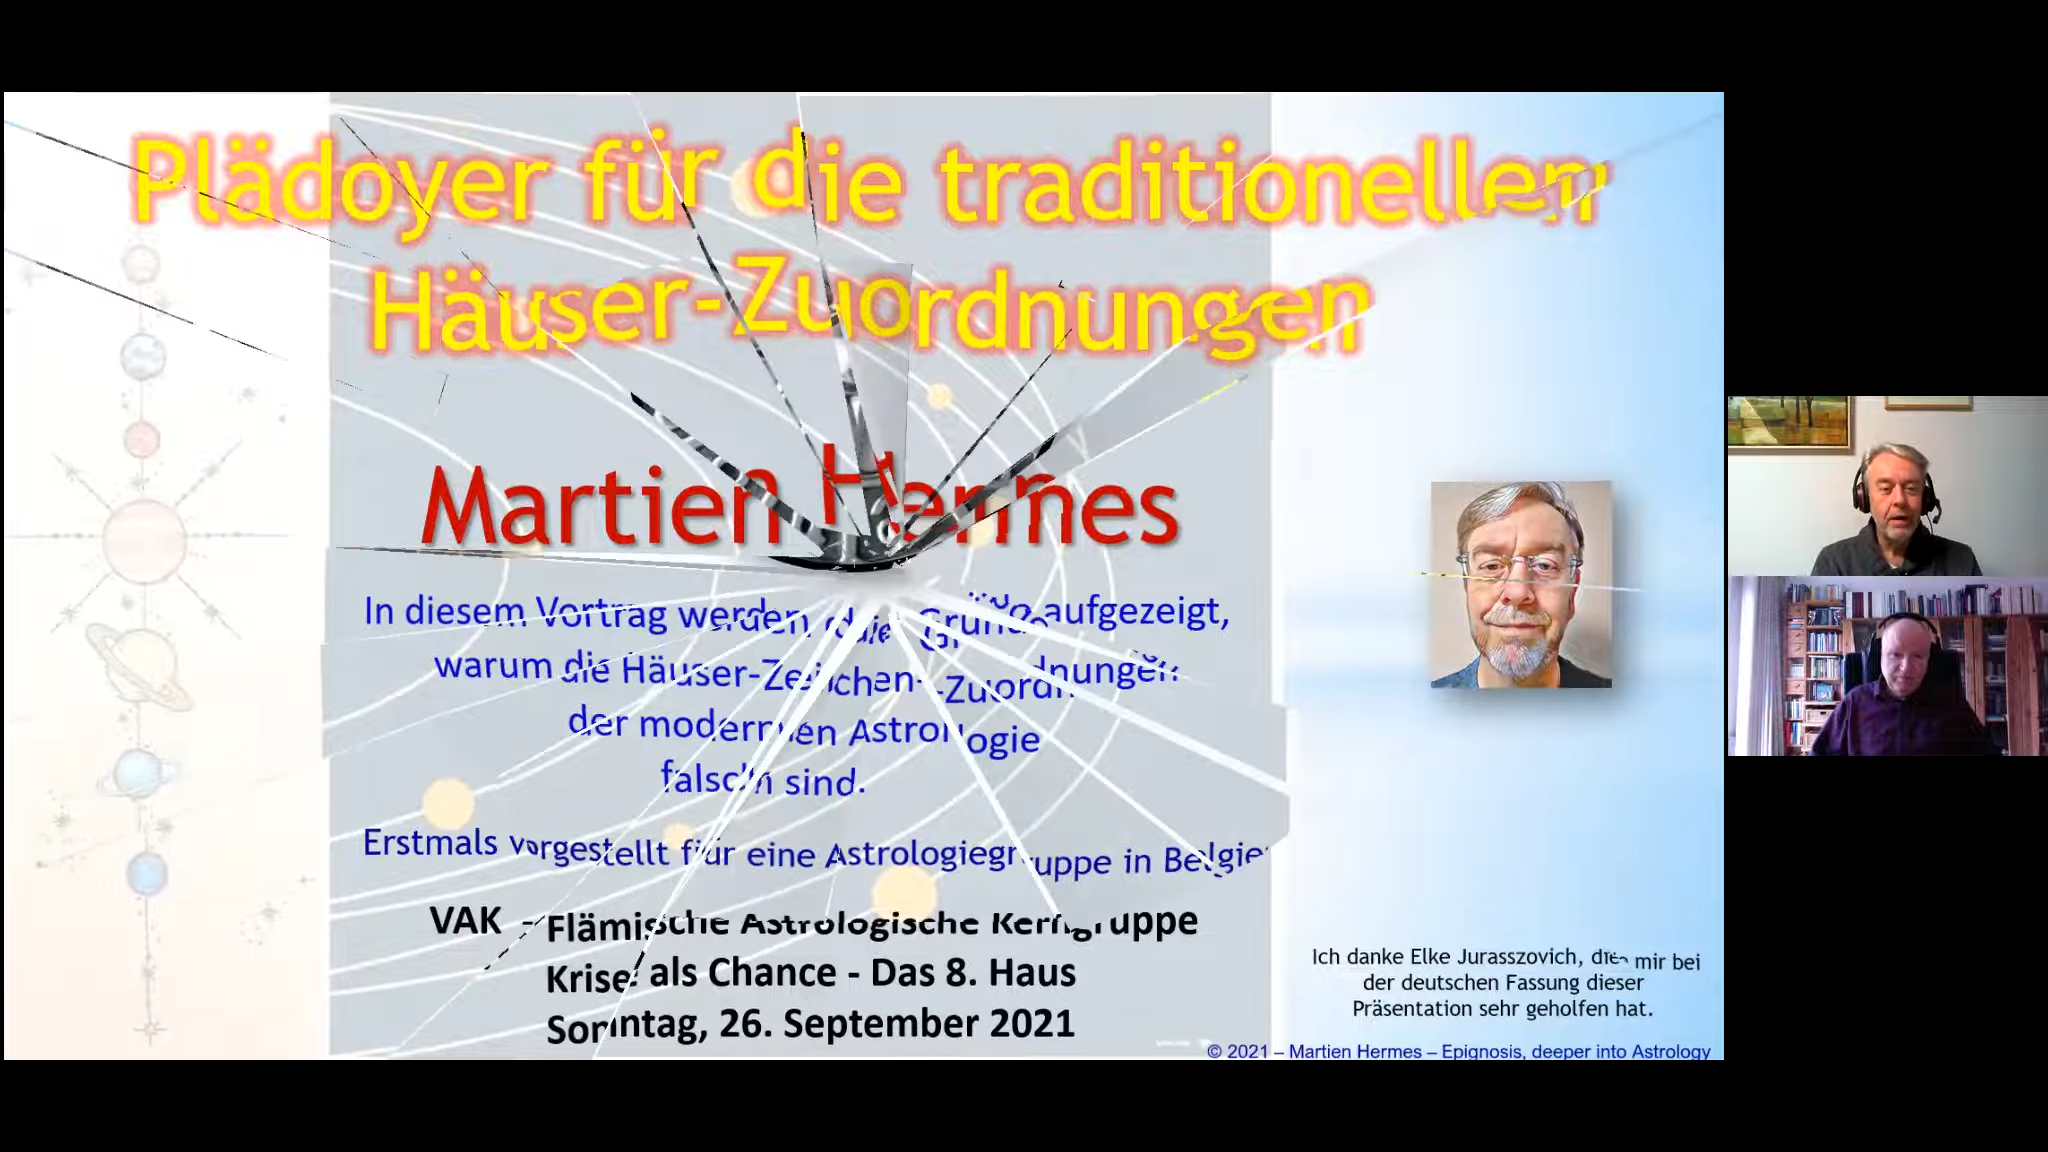 Plädoyer für die traditionellen
Häuser-Zuordnungen
Martien Hermes
In diesem Vortrag werden die Gründe aufgezeigt,
warum die Häuser-Zeichen-Zuordnungen
der modernen Astrologie
falsch sind.
Erstmals vorgestellt für eine Astrologiegruppe in Belgien
VAK - Flämische Astrologische Kerngruppe
Krise als Chance - Das 8. Haus
Sonntag, 26. September 2021
Ich danke Elke Jurasszovich, die mir bei
der deutschen Fassung dieser
Präsentation sehr geholfen hat.
© 2021 – Martien Hermes – Epignosis, deeper into Astrology